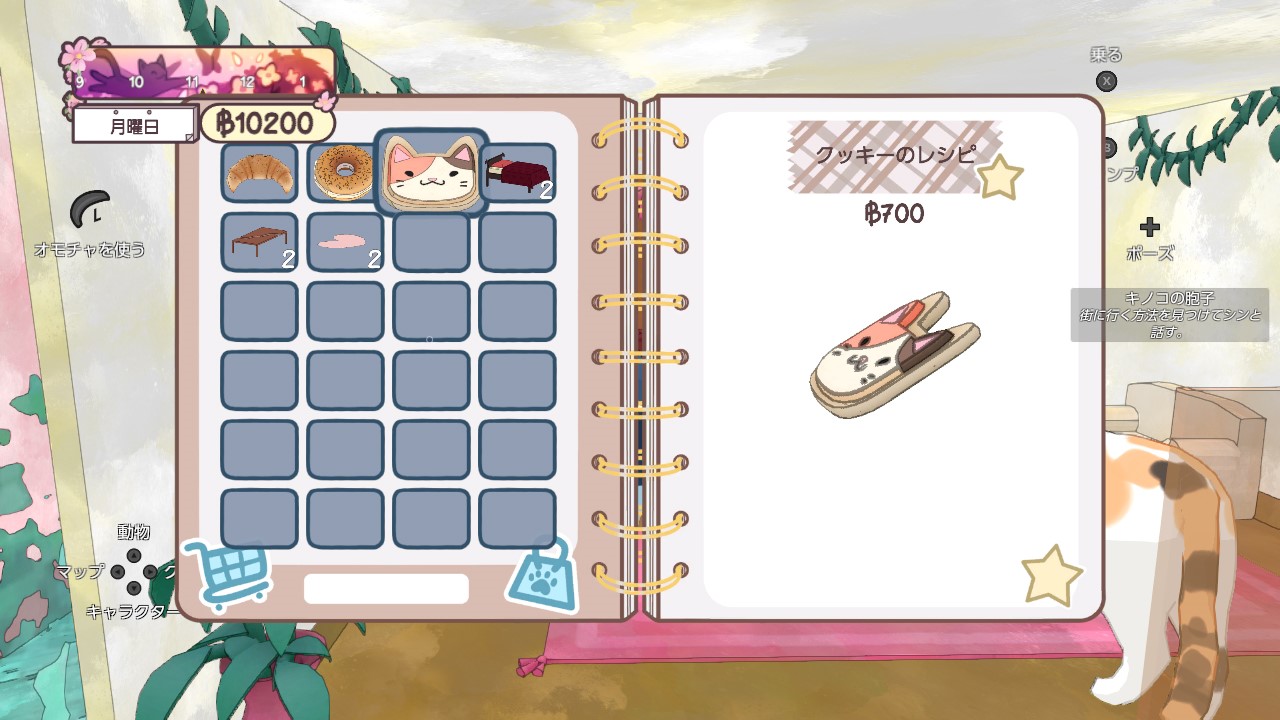 9 10 11 12 1
月曜日
฿10200
乗る
X
ンプ
L
オモチャを使う
2
2
2
クッキーのレシピ
฿700
ポーズ
キノコの胞子
街に行く方法を見つけてシンと
話す。
動物
マップ
ク
キャラクター